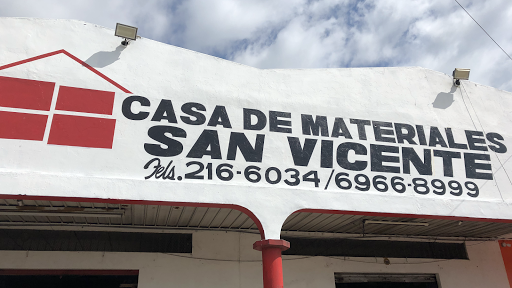 CASA DE MATERIALES
SAN VICENTE
Tels. 216-6034/6966-8999